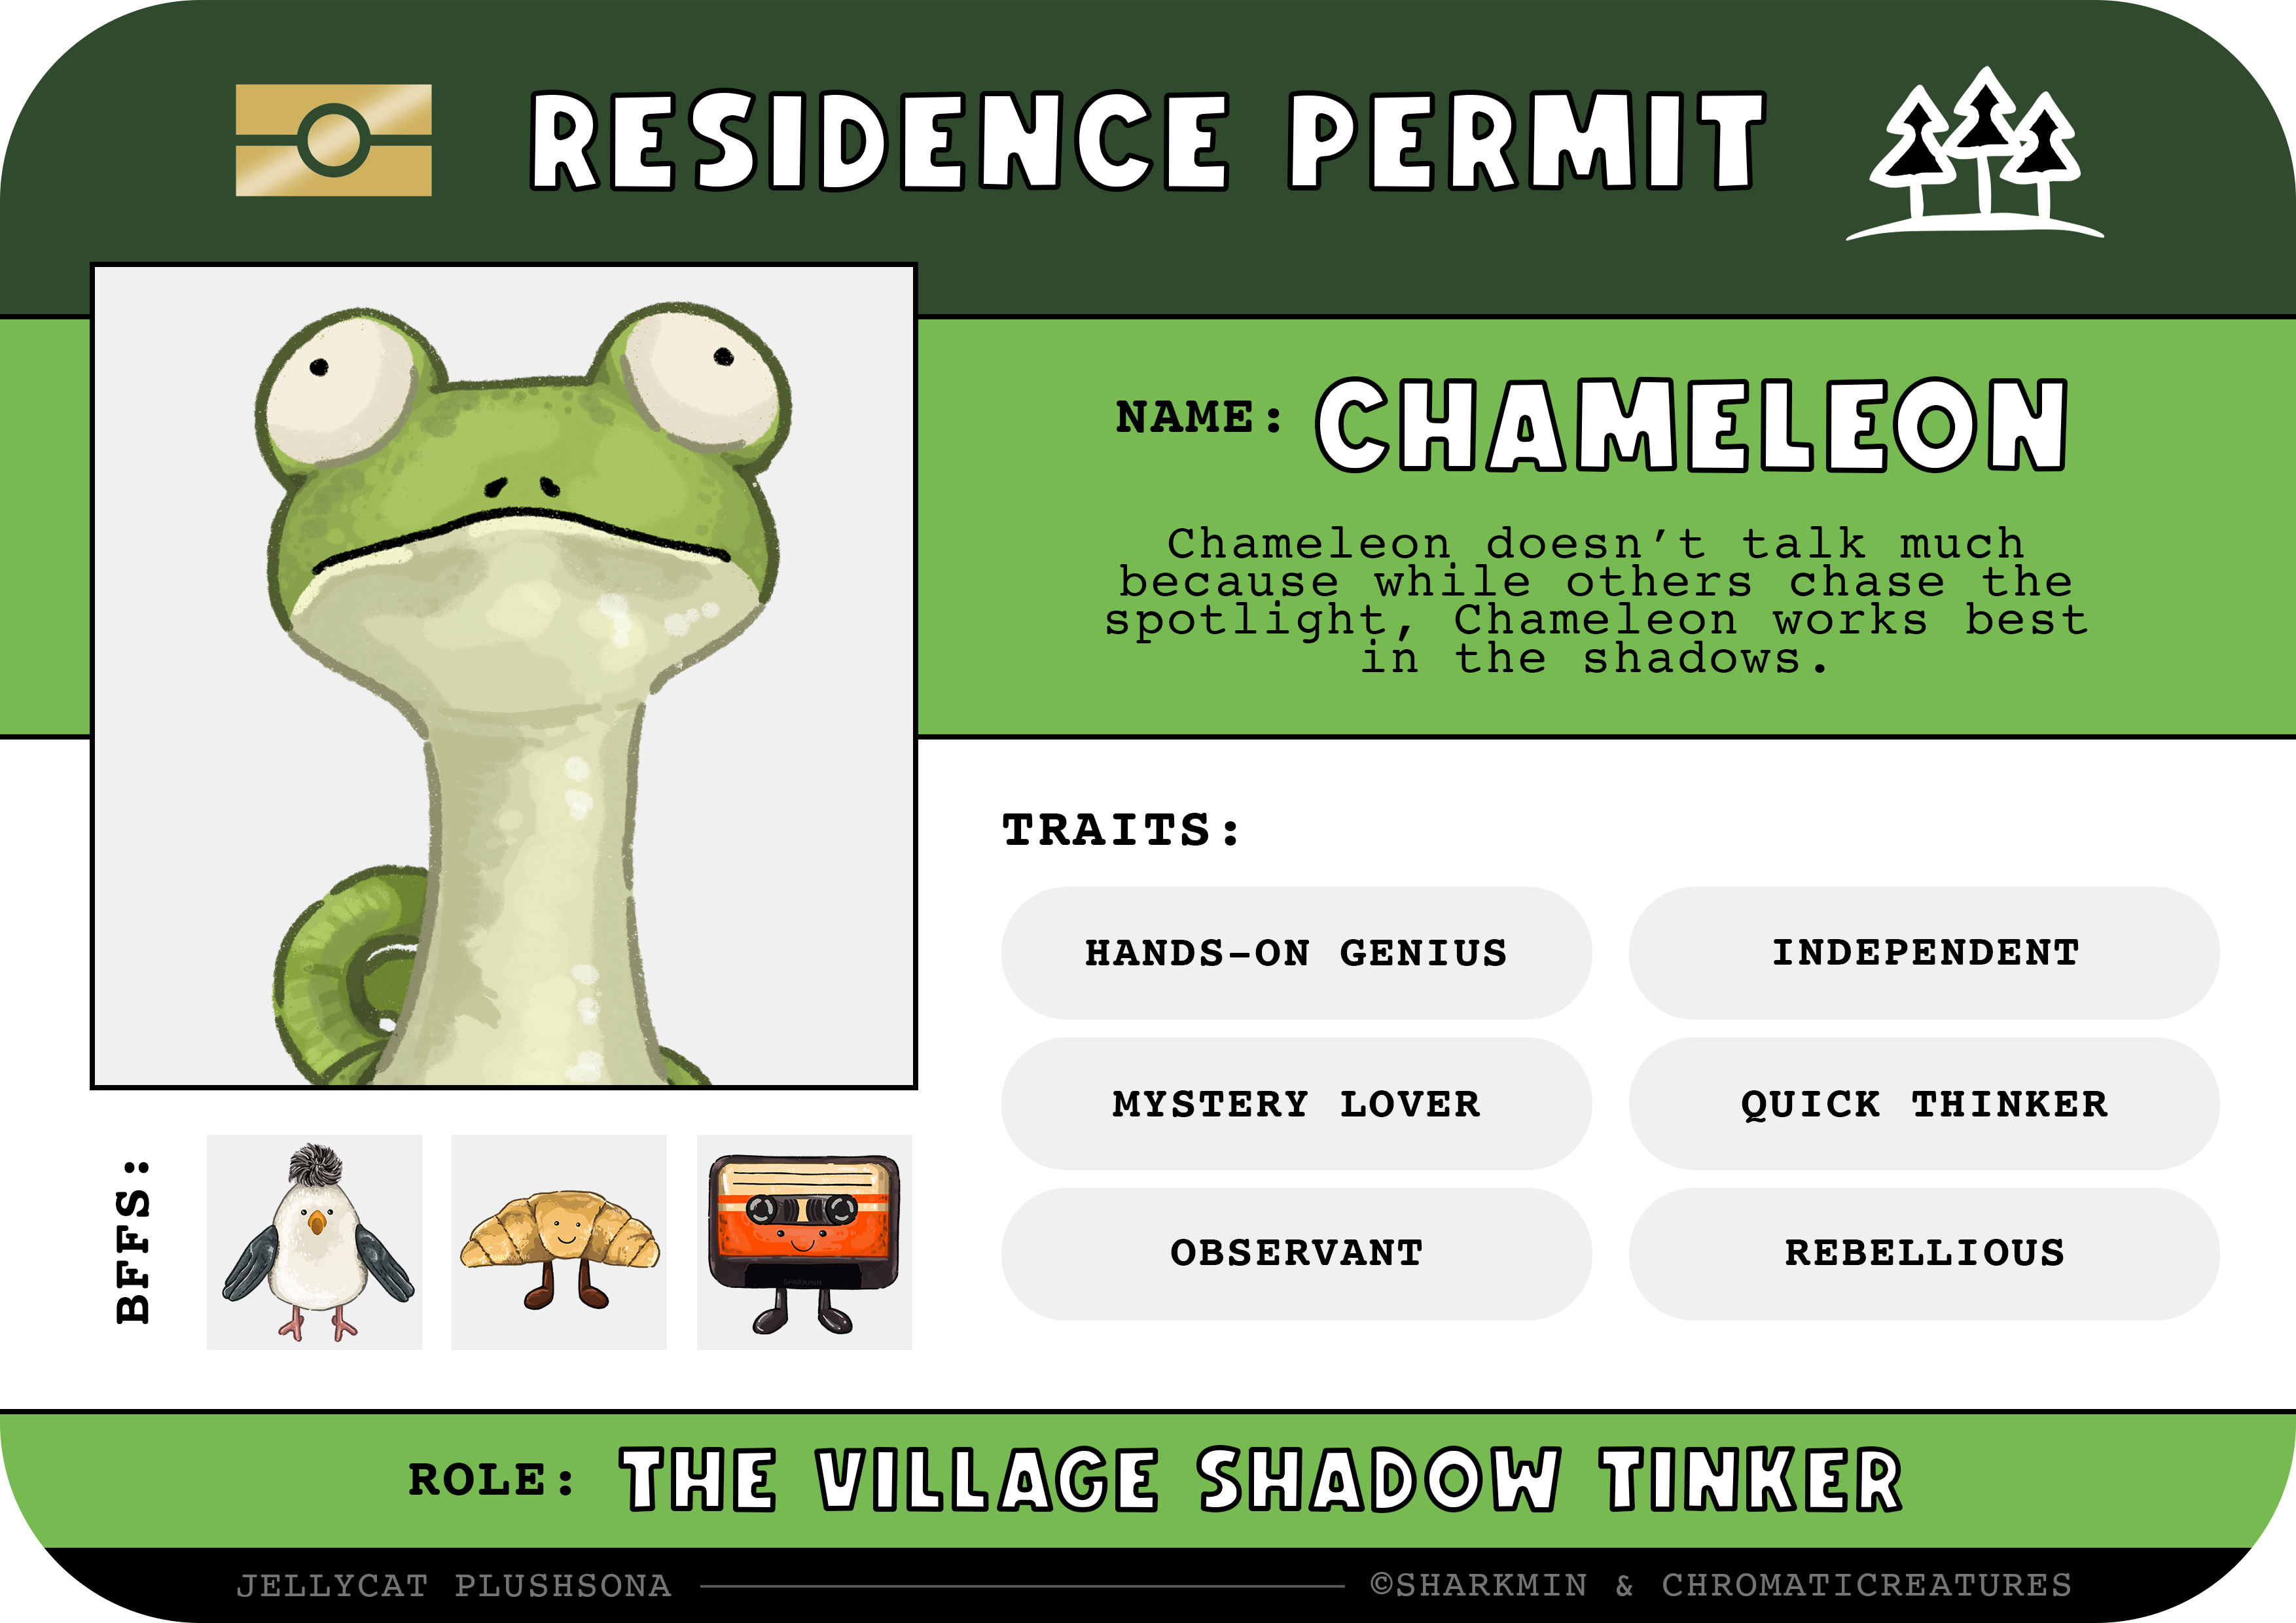 RESIDENCE PERMIT
NAME: CHAMELEON
Chameleon doesn’t talk much
because while others chase the
spotlight, Chameleon works best
in the shadows.
TRAITS:
HANDS-ON GENIUS
INDEPENDENT
MYSTERY LOVER
QUICK THINKER
OBSERVANT
REBELLIOUS
BFFS:
ROLE: THE VILLAGE SHADOW TINKER
JELLYCAT PLUSHSONA
©SHARKMIN & CHROMATICREATURES